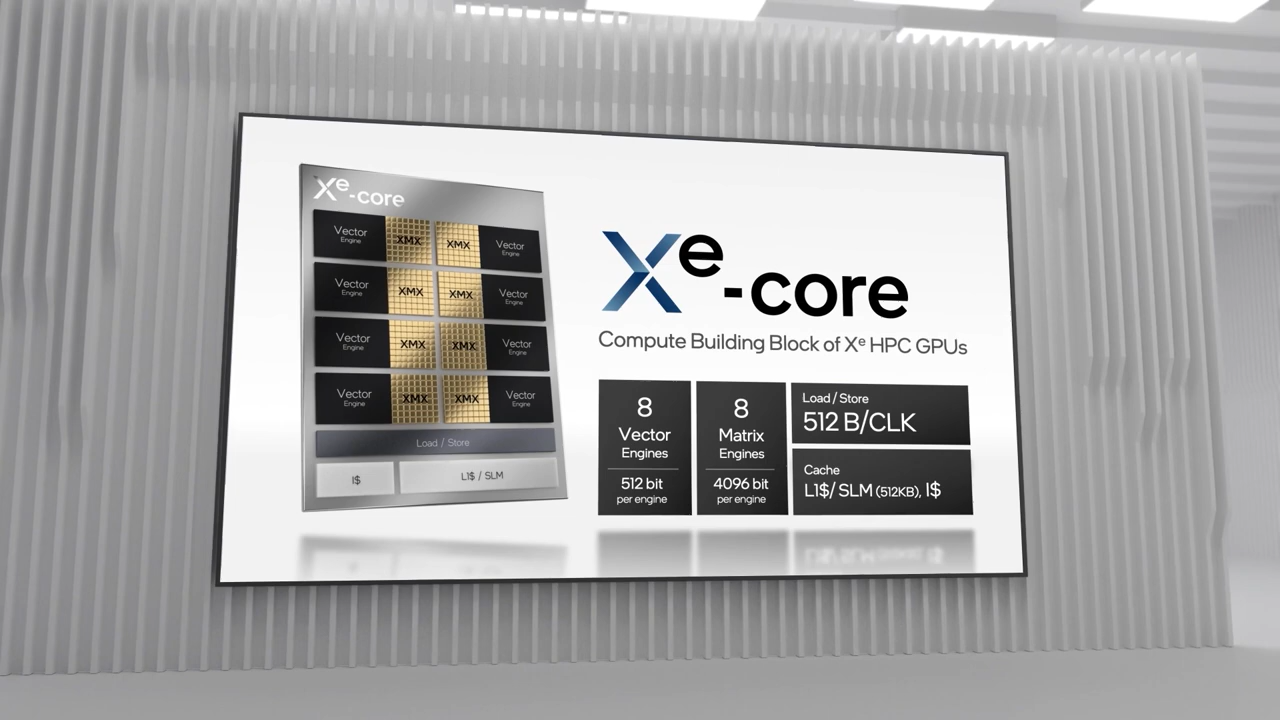 Xe-core
Vector Engine XMX XMX Vector Engine
Vector Engine XMX XMX Vector Engine
Vector Engine XMX XMX Vector Engine
Vector Engine XMX XMX Vector Engine
Load / Store
I$ L1$ / SLM
Xe-core
Compute Building Block of Xe HPC GPUs
8
Vector
Engines
512 bit
per engine
8
Matrix
Engines
4096 bit
per engine
Load / Store
512 B/CLK
Cache
L1$/ SLM (512KB), I$